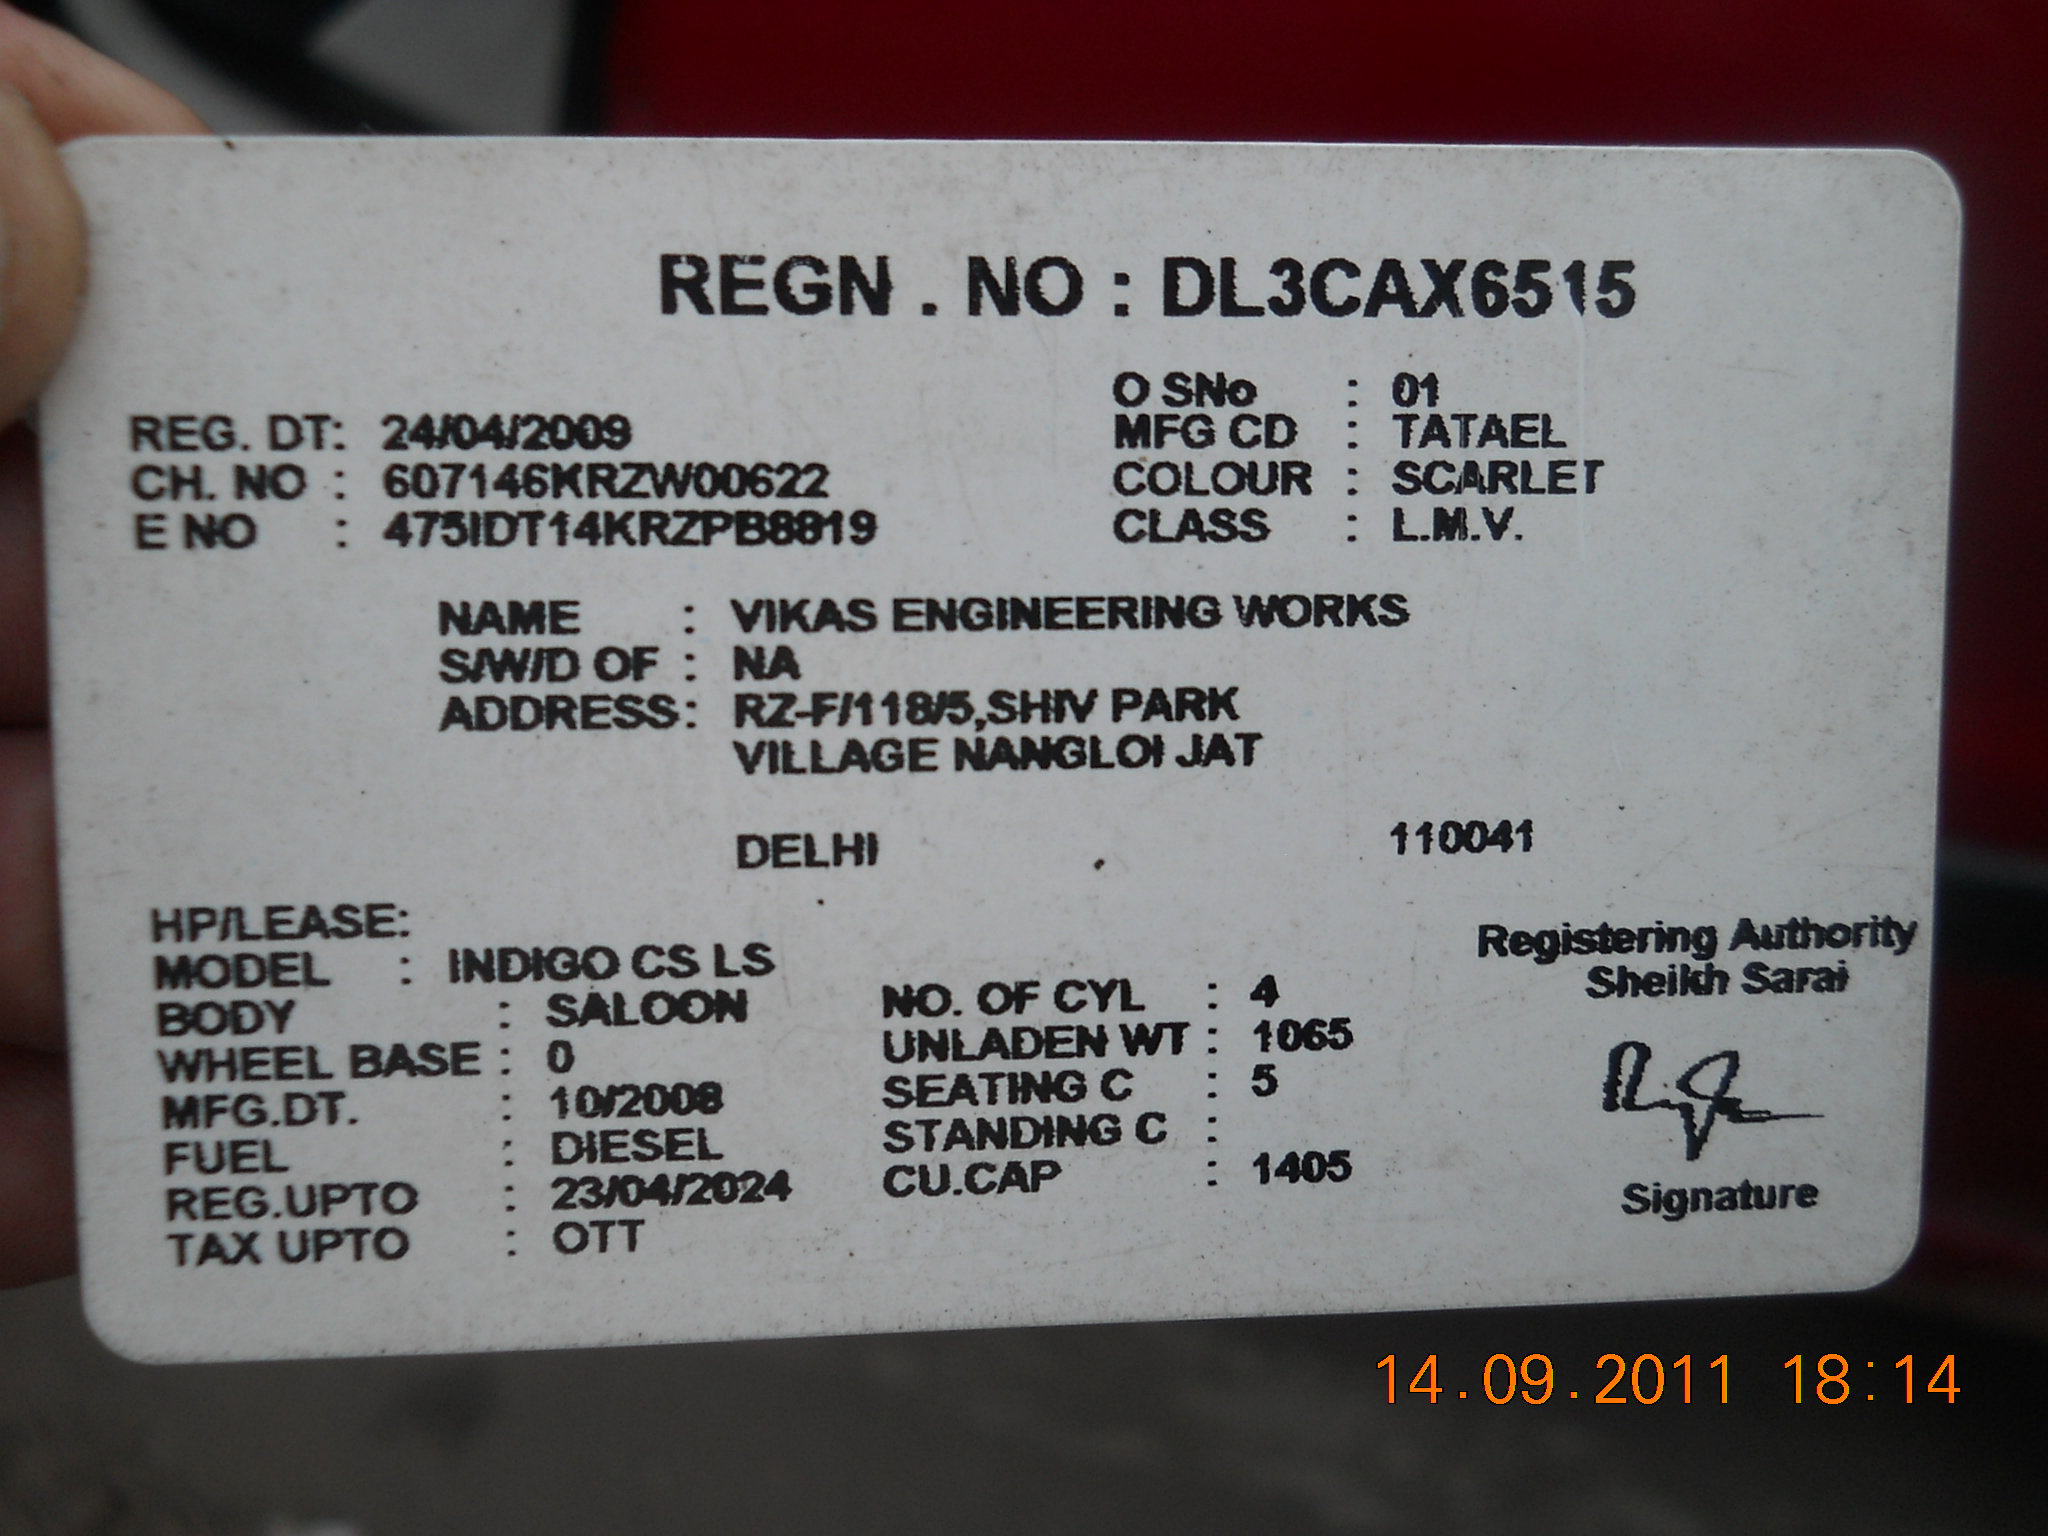 REGN . NO : DL3CAX6515
O SNo : 01
REG. DT: 24/04/2009 MFG CD : TATAEL
CH. NO : 607146KRZW00622 COLOUR : SCARLET
E NO : 475IDT14KRZPB8819 CLASS : L.M.V.
NAME : VIKAS ENGINEERING WORKS
S/W/D OF : NA
ADDRESS: RZ-F/118/5,SHIV PARK
VILLAGE NANGLOI JAT
DELHI 110041
HP/LEASE:
MODEL : INDIGO CS LS
BODY : SALOON
WHEEL BASE : 0
MFG.DT. : 10/2008
FUEL : DIESEL
REG.UPTO : 23/04/2024
TAX UPTO : OTT
NO. OF CYL : 4
UNLADEN WT : 1065
SEATING C : 5
STANDING C :
CU.CAP : 1405
Registering Authority
Sheikh Sarai
Signature
14.09.2011 18:14